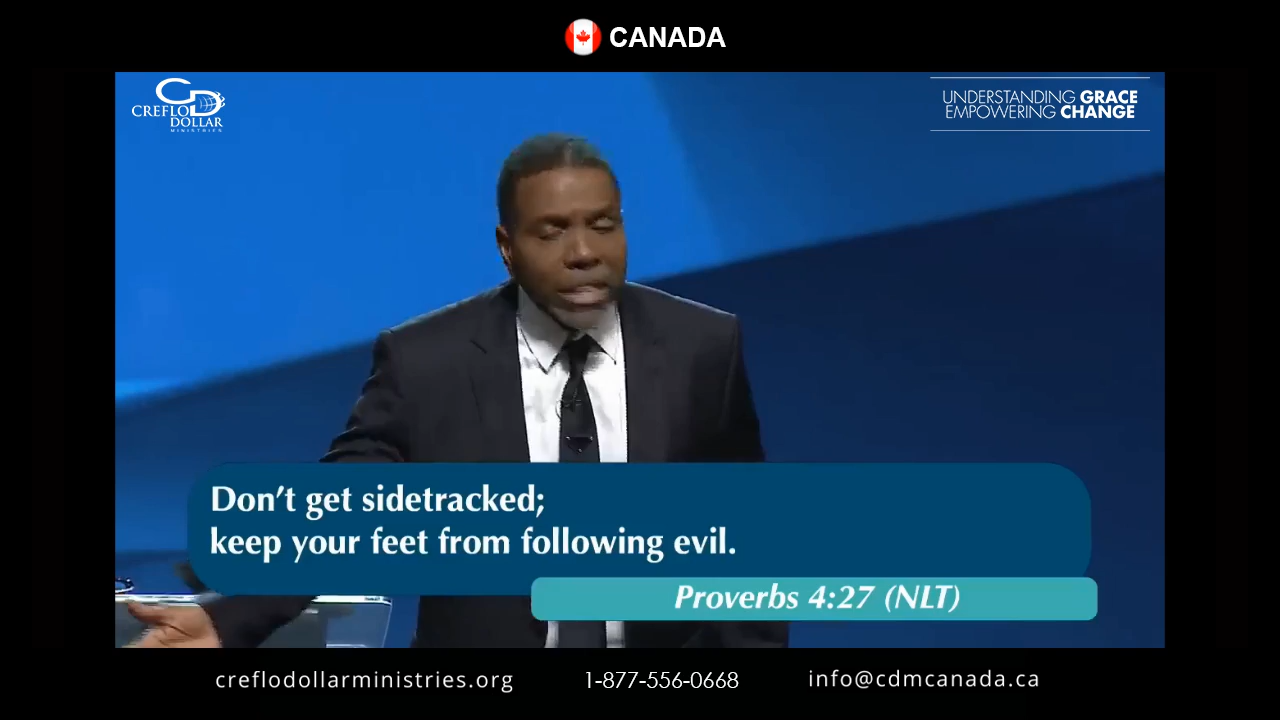 CANADA
CREFLO
DOLLAR
MINISTRIES
UNDERSTANDING GRACE
EMPOWERING CHANGE
Don't get sidetracked;
keep your feet from following evil.
Proverbs 4:27 (NLT)
creflodollarministries.org 1-877-556-0668 info@cdmcanada.ca